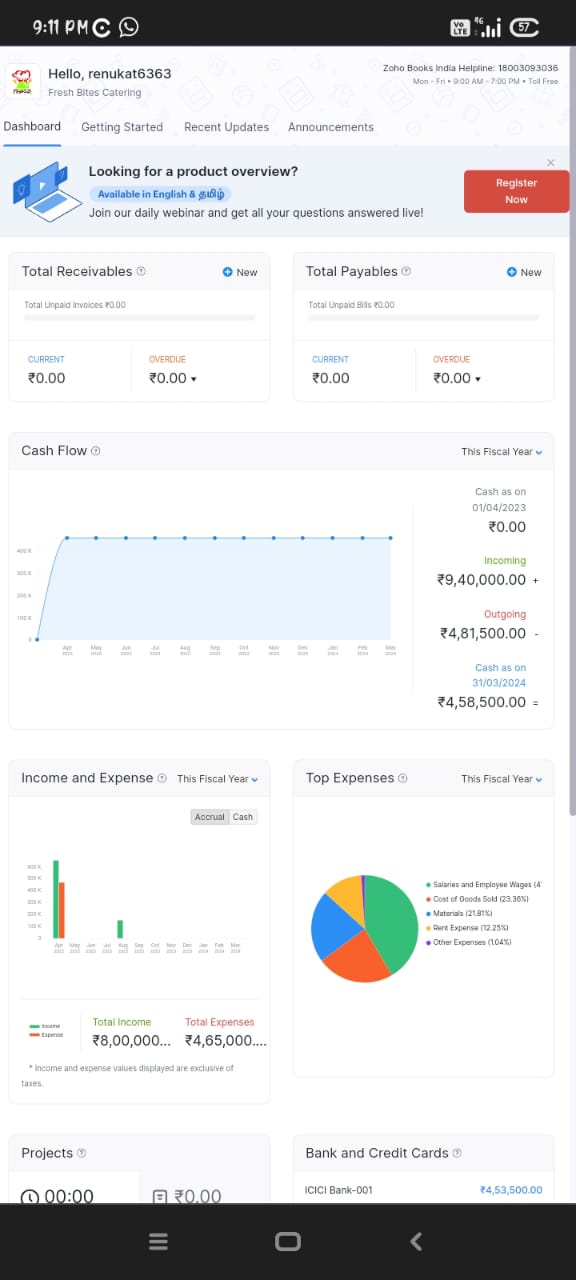 9:11 PM
Vo LTE 4G 57
Hello, renukat6363
Fresh Bites Catering
Zoho Books India Helpline: 18003093036
Mon - Fri • 9:00 AM - 7:00 PM • Toll Free
Dashboard Getting Started Recent Updates Announcements
Looking for a product overview?
Available in English & தமிழ்
Join our daily webinar and get all your questions answered live!
Register Now
Total Receivables New
Total Unpaid Invoices ₹0.00
CURRENT OVERDUE
₹0.00 ₹0.00
Total Payables New
Total Unpaid Bills ₹0.00
CURRENT OVERDUE
₹0.00 ₹0.00
Cash Flow This Fiscal Year
400 K
300 K
200 K
100 K
0
Apr 2023 May 2023 Jun 2023 Jul 2023 Aug 2023 Sep 2023 Oct 2023 Nov 2023 Dec 2023 Jan 2024 Feb 2024 Mar 2024
Cash as on
01/04/2023
₹0.00
Incoming
₹9,40,000.00 +
Outgoing
₹4,81,500.00 -
Cash as on
31/03/2024
₹4,58,500.00 =
Income and Expense This Fiscal Year
Accrual Cash
600 K
500 K
400 K
300 K
200 K
100 K
0
Apr 2023 May 2023 Jun 2023 Jul 2023 Aug 2023 Sep 2023 Oct 2023 Nov 2023 Dec 2023 Jan 2024 Feb 2024 Mar 2024
Income
Expense
Total Income Total Expenses
₹8,00,000... ₹4,65,000....
* Income and expense values displayed are exclusive of
taxes.
Top Expenses This Fiscal Year
Salaries and Employee Wages (4
Cost of Goods Sold (23.36%)
Materials (21.81%)
Rent Expense (12.25%)
Other Expenses (1.04%)
Projects
00:00 ₹0.00
Bank and Credit Cards
ICICI Bank-001 ₹4,53,500.00